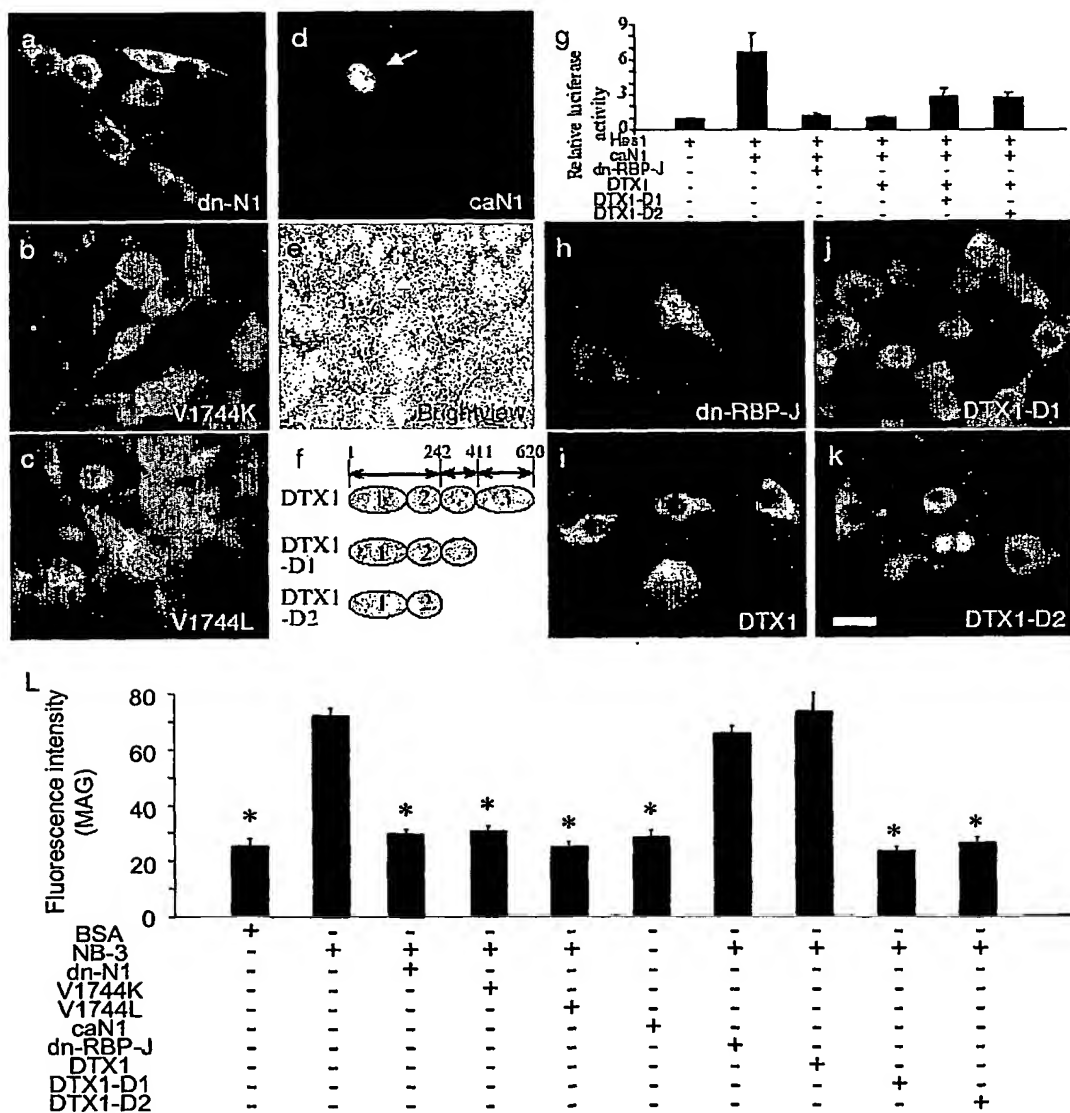 a
dn-N1
d
caN1
g
Relative luciferase
activity
9
6
3
0
Hes1 + + + + + +
caN1 - + + + + +
dn-RBP-J - - + - - -
DTX1 - - - + - -
DTX1-D1 - - - - + -
DTX1-D2 - - - - - +
b
V1744K
e
Brightview
h
dn-RBP-J
j
DTX1-D1
c
V1744L
f
1 242 411 620
DTX1 1 2 3
DTX1
-D1 1 2
DTX1
-D2 1 2
i
DTX1
k
DTX1-D2
L
Fluorescence intensity
(MAG)
80
60
40
20
0
* * * * * * *
BSA + - - - - - - - - -
NB-3 - + + + + - + + + +
dn-N1 - - + - - - - - - -
V1744K - - - + - - - - - -
V1744L - - - - + - - - - -
caN1 - - - - - + - - - -
dn-RBP-J - - - - - - + - - -
DTX1 - - - - - - - + - -
DTX1-D1 - - - - - - - - + -
DTX1-D2 - - - - - - - - - +